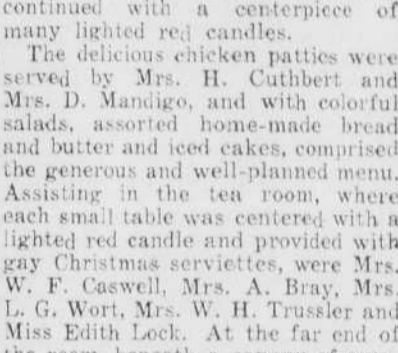 continued with a centerpiece of
many lighted red candles.
The delicious chicken patties were
served by Mrs. H. Cuthbert and
Mrs. D. Mandigo, and with colorful
salads, assorted home-made bread
and butter and iced cakes, comprised
the generous and well-planned menu.
Assisting in the tea room, where
each small table was centered with a
lighted red candle and provided with
gay Christmas serviettes, were Mrs.
W. F. Caswell, Mrs. A. Bray, Mrs.
L. G. Wort, Mrs. W. H. Trussler and
Miss Edith Lock. At the far end of
the room, beneath a